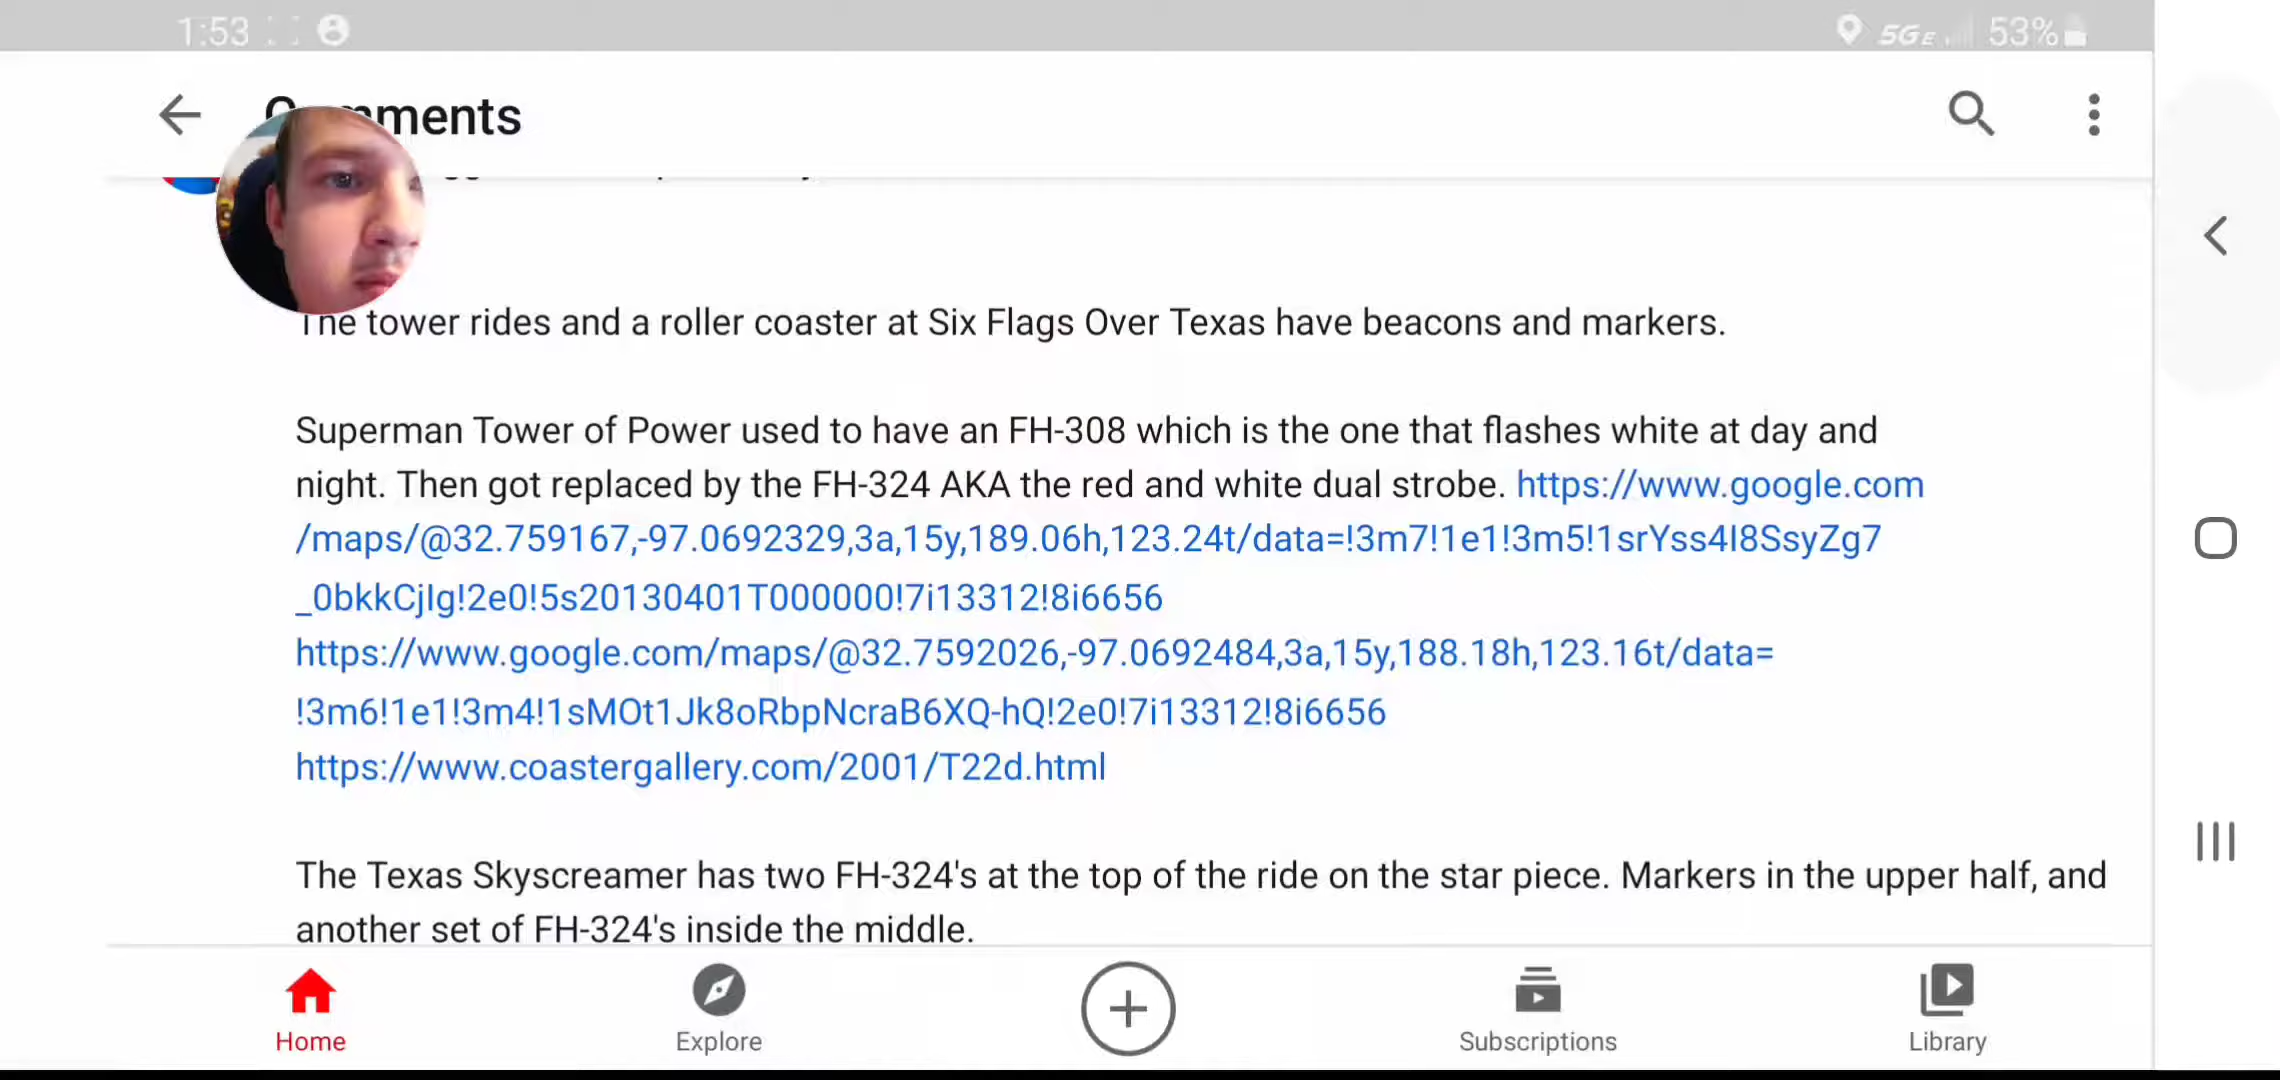 1:53 5GE 53%
Comments
The tower rides and a roller coaster at Six Flags Over Texas have beacons and markers.
Superman Tower of Power used to have an FH-308 which is the one that flashes white at day and
night. Then got replaced by the FH-324 AKA the red and white dual strobe. https://www.google.com
/maps/@32.759167,-97.0692329,3a,15y,189.06h,123.24t/data=!3m7!1e1!3m5!1srYss4I8SsyZg7
_0bkkCjIg!2e0!5s20130401T000000!7i13312!8i6656
https://www.google.com/maps/@32.7592026,-97.0692484,3a,15y,188.18h,123.16t/data=
!3m6!1e1!3m4!1sMOt1Jk8oRbpNcraB6XQ-hQ!2e0!7i13312!8i6656
https://www.coastergallery.com/2001/T22d.html
The Texas Skyscreamer has two FH-324's at the top of the ride on the star piece. Markers in the upper half, and
another set of FH-324's inside the middle.
Home Explore Subscriptions Library